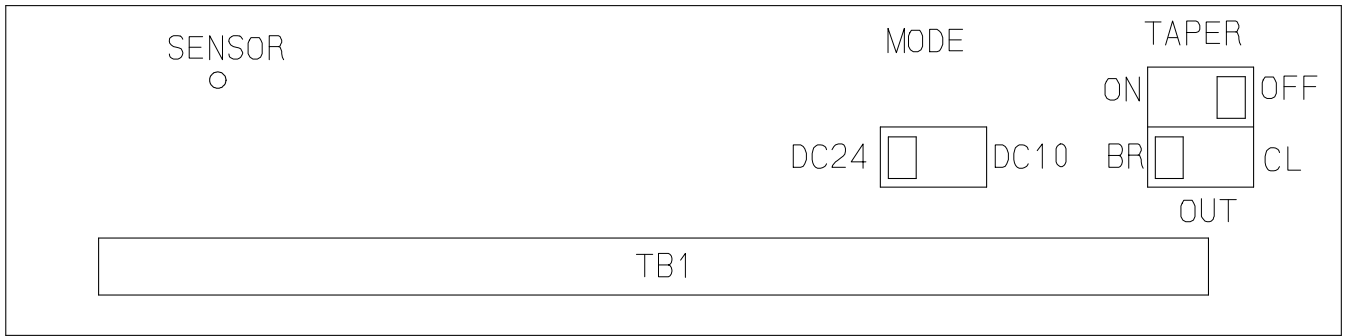 SENSOR
MODE
TAPER
ON
OFF
DC24
DC10
BR
CL
OUT
TB1